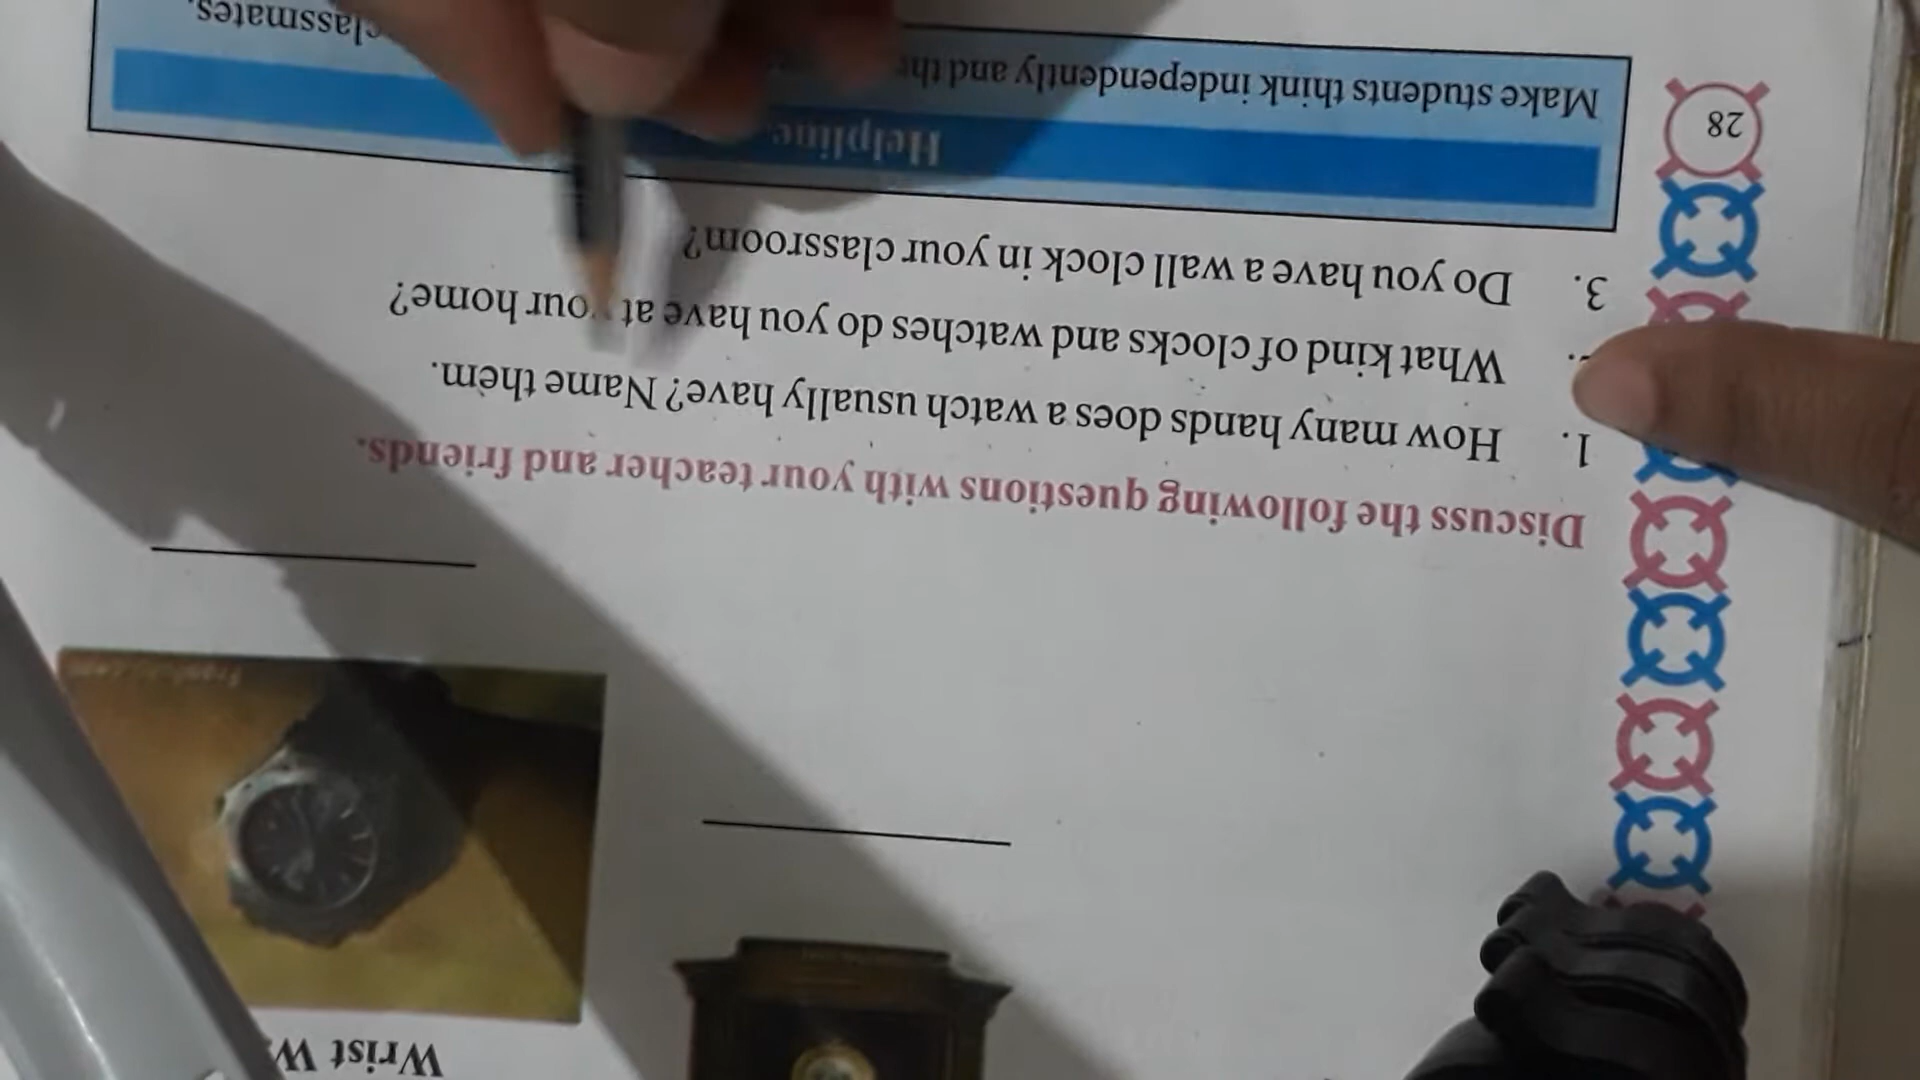 Wrist
Discuss the following questions with your teacher and friends.
1. How many hands does a watch usually have? Name them.
What kind of clocks and watches do you have at your home?
3. Do you have a wall clock in your classroom?
Helpline
Make students think independently and classmates.
28